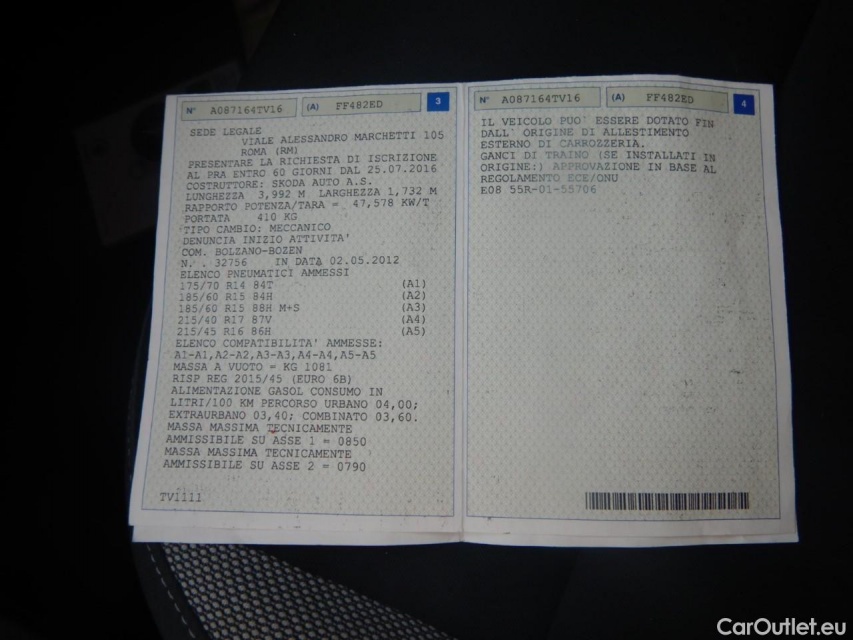 N° A087164TV16 (A) FF482ED 3
SEDE LEGALE
VIALE ALESSANDRO MARCHETTI 105
ROMA (RM)
PRESENTARE LA RICHIESTA DI ISCRIZIONE
AL PRA ENTRO 60 GIORNI DAL 25.07.2016
COSTRUTTORE: SKODA AUTO A.S.
LUNGHEZZA 3,992 M LARGHEZZA 1,732 M
RAPPORTO POTENZA/TARA = 47,578 KW/T
PORTATA 410 KG
TIPO CAMBIO: MECCANICO
DENUNCIA INIZIO ATTIVITA'
COM. BOLZANO-BOZEN
N. . 32756 IN DATA 02.05.2012
ELENCO PNEUMATICI AMMESSI
175/70 R14 84T (A1)
185/60 R15 84H (A2)
185/60 R15 88H M+S (A3)
215/40 R17 87V (A4)
215/45 R16 86H (A5)
ELENCO COMPATIBILITA' AMMESSE:
A1-A1,A2-A2,A3-A3,A4-A4,A5-A5
MASSA A VUOTO = KG 1081
RISP REG 2015/45 (EURO 6B)
ALIMENTAZIONE GASOL CONSUMO IN
LITRI/100 KM PERCORSO URBANO 04,00;
EXTRAURBANO 03,40; COMBINATO 03,60.
MASSA MASSIMA TECNICAMENTE
AMMISSIBILE SU ASSE 1 = 0850
MASSA MASSIMA TECNICAMENTE
AMMISSIBILE SU ASSE 2 = 0790
TV1111
N° A087164TV16 (A) FF482ED 4
IL VEICOLO PUO' ESSERE DOTATO FIN
DALL' ORIGINE DI ALLESTIMENTO
ESTERNO DI CARROZZERIA.
GANCI DI TRAINO (SE INSTALLATI IN
ORIGINE:) APPROVAZIONE IN BASE AL
REGOLAMENTO ECE/ONU
E08 55R-01-55706
CarOutlet.eu